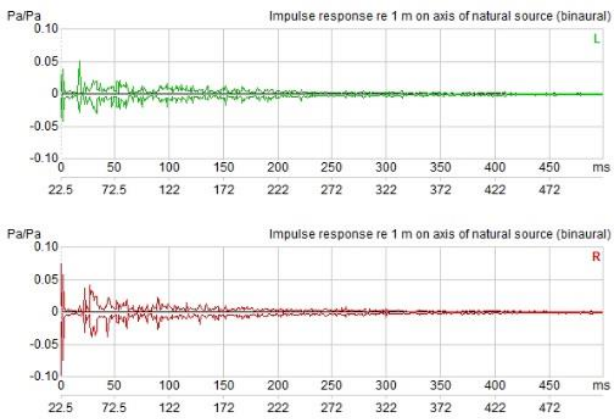 Pa/Pa Impulse response re 1 m on axis of natural source (binaural)
0.10
L
0.05
0
-0.05
-0.10
0 50 100 150 200 250 300 350 400 450 ms
22.5 72.5 122 172 222 272 322 372 422 472
Pa/Pa Impulse response re 1 m on axis of natural source (binaural)
0.10
R
0.05
0
-0.05
-0.10
0 50 100 150 200 250 300 350 400 450 ms
22.5 72.5 122 172 222 272 322 372 422 472